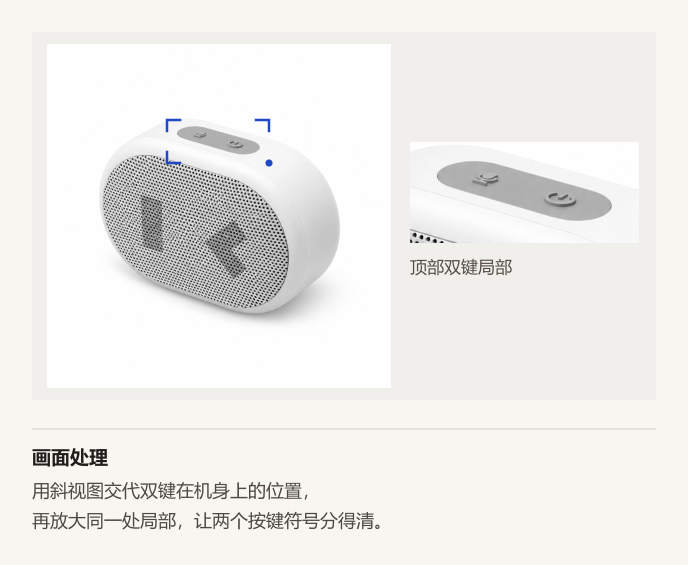 顶部双键局部
画面处理
用斜视图交代双键在机身上的位置，
再放大同一处局部，让两个按键符号分得清。